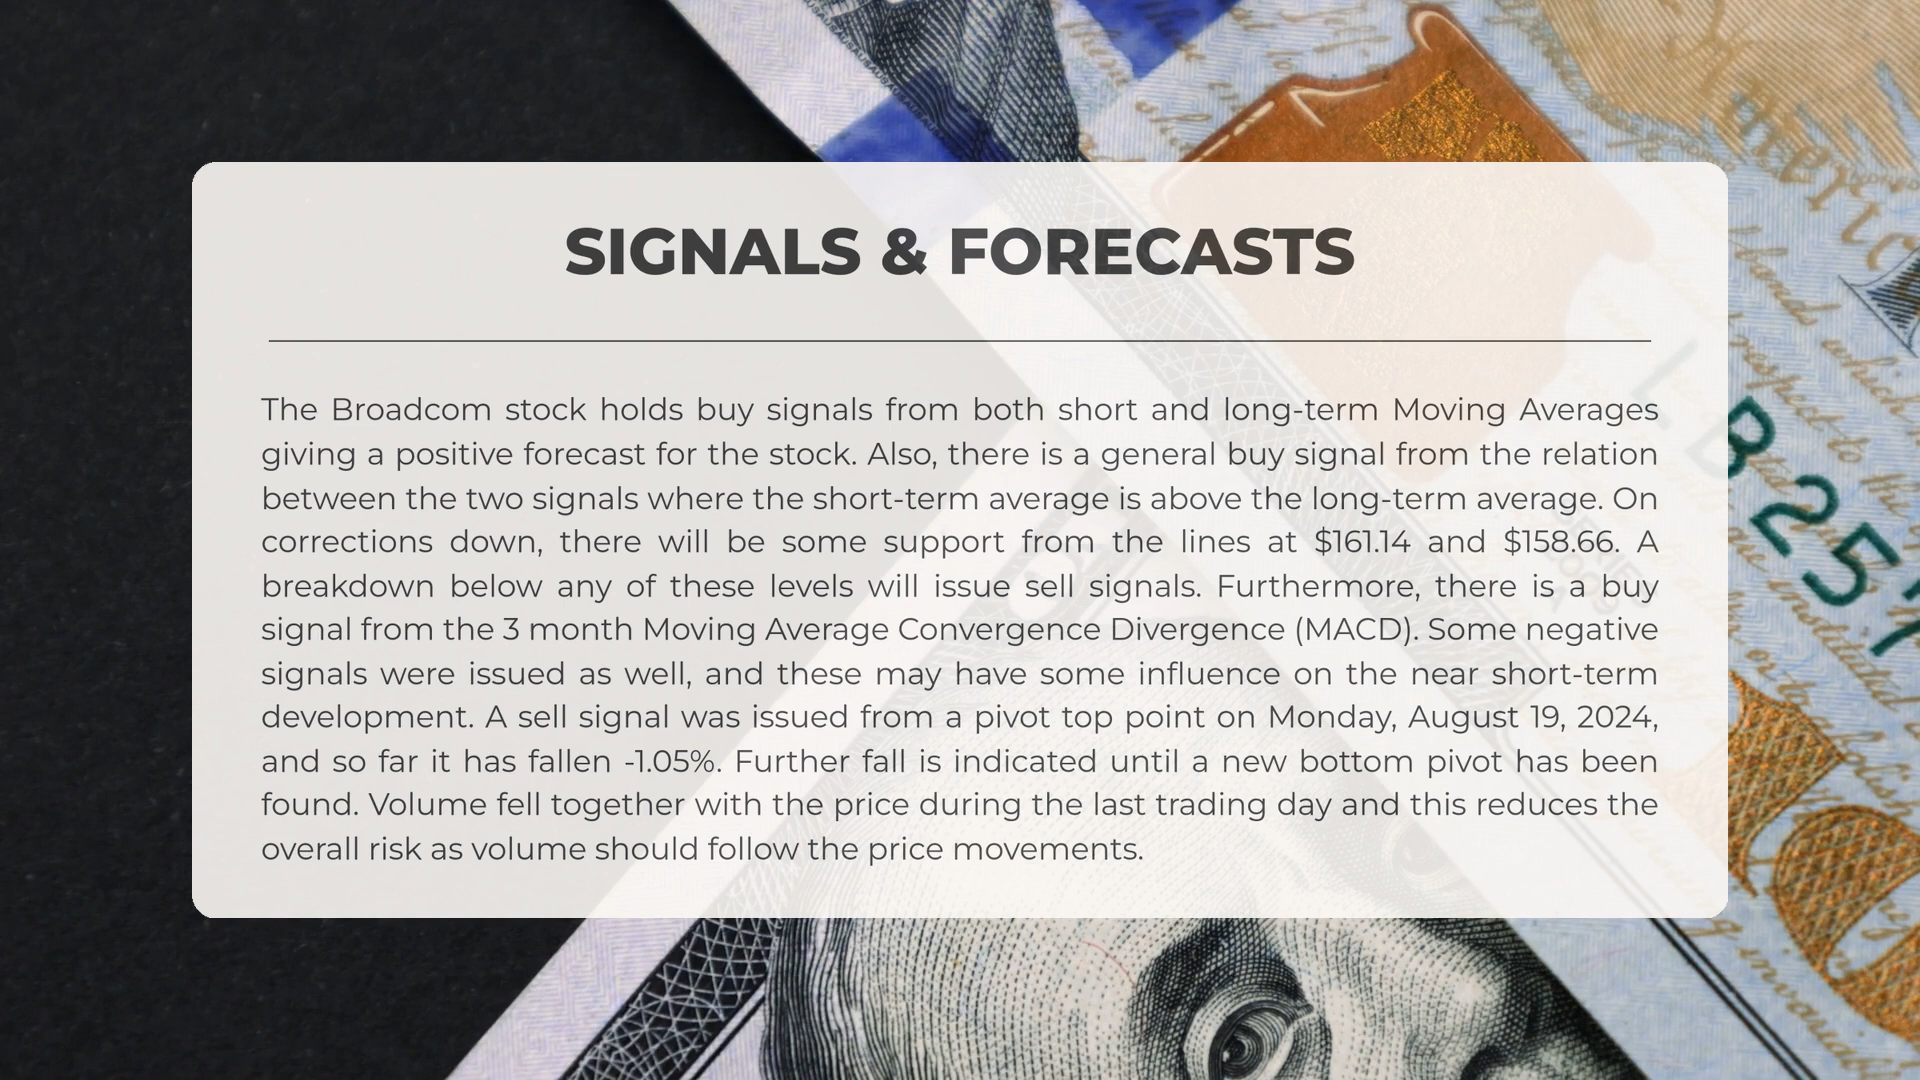 SIGNALS & FORECASTS
The Broadcom stock holds buy signals from both short and long-term Moving Averages
giving a positive forecast for the stock. Also, there is a general buy signal from the relation
between the two signals where the short-term average is above the long-term average. On
corrections down, there will be some support from the lines at $161.14 and $158.66. A
breakdown below any of these levels will issue sell signals. Furthermore, there is a buy
signal from the 3 month Moving Average Convergence Divergence (MACD). Some negative
signals were issued as well, and these may have some influence on the near short-term
development. A sell signal was issued from a pivot top point on Monday, August 19, 2024,
and so far it has fallen -1.05%. Further fall is indicated until a new bottom pivot has been
found. Volume fell together with the price during the last trading day and this reduces the
overall risk as volume should follow the price movements.